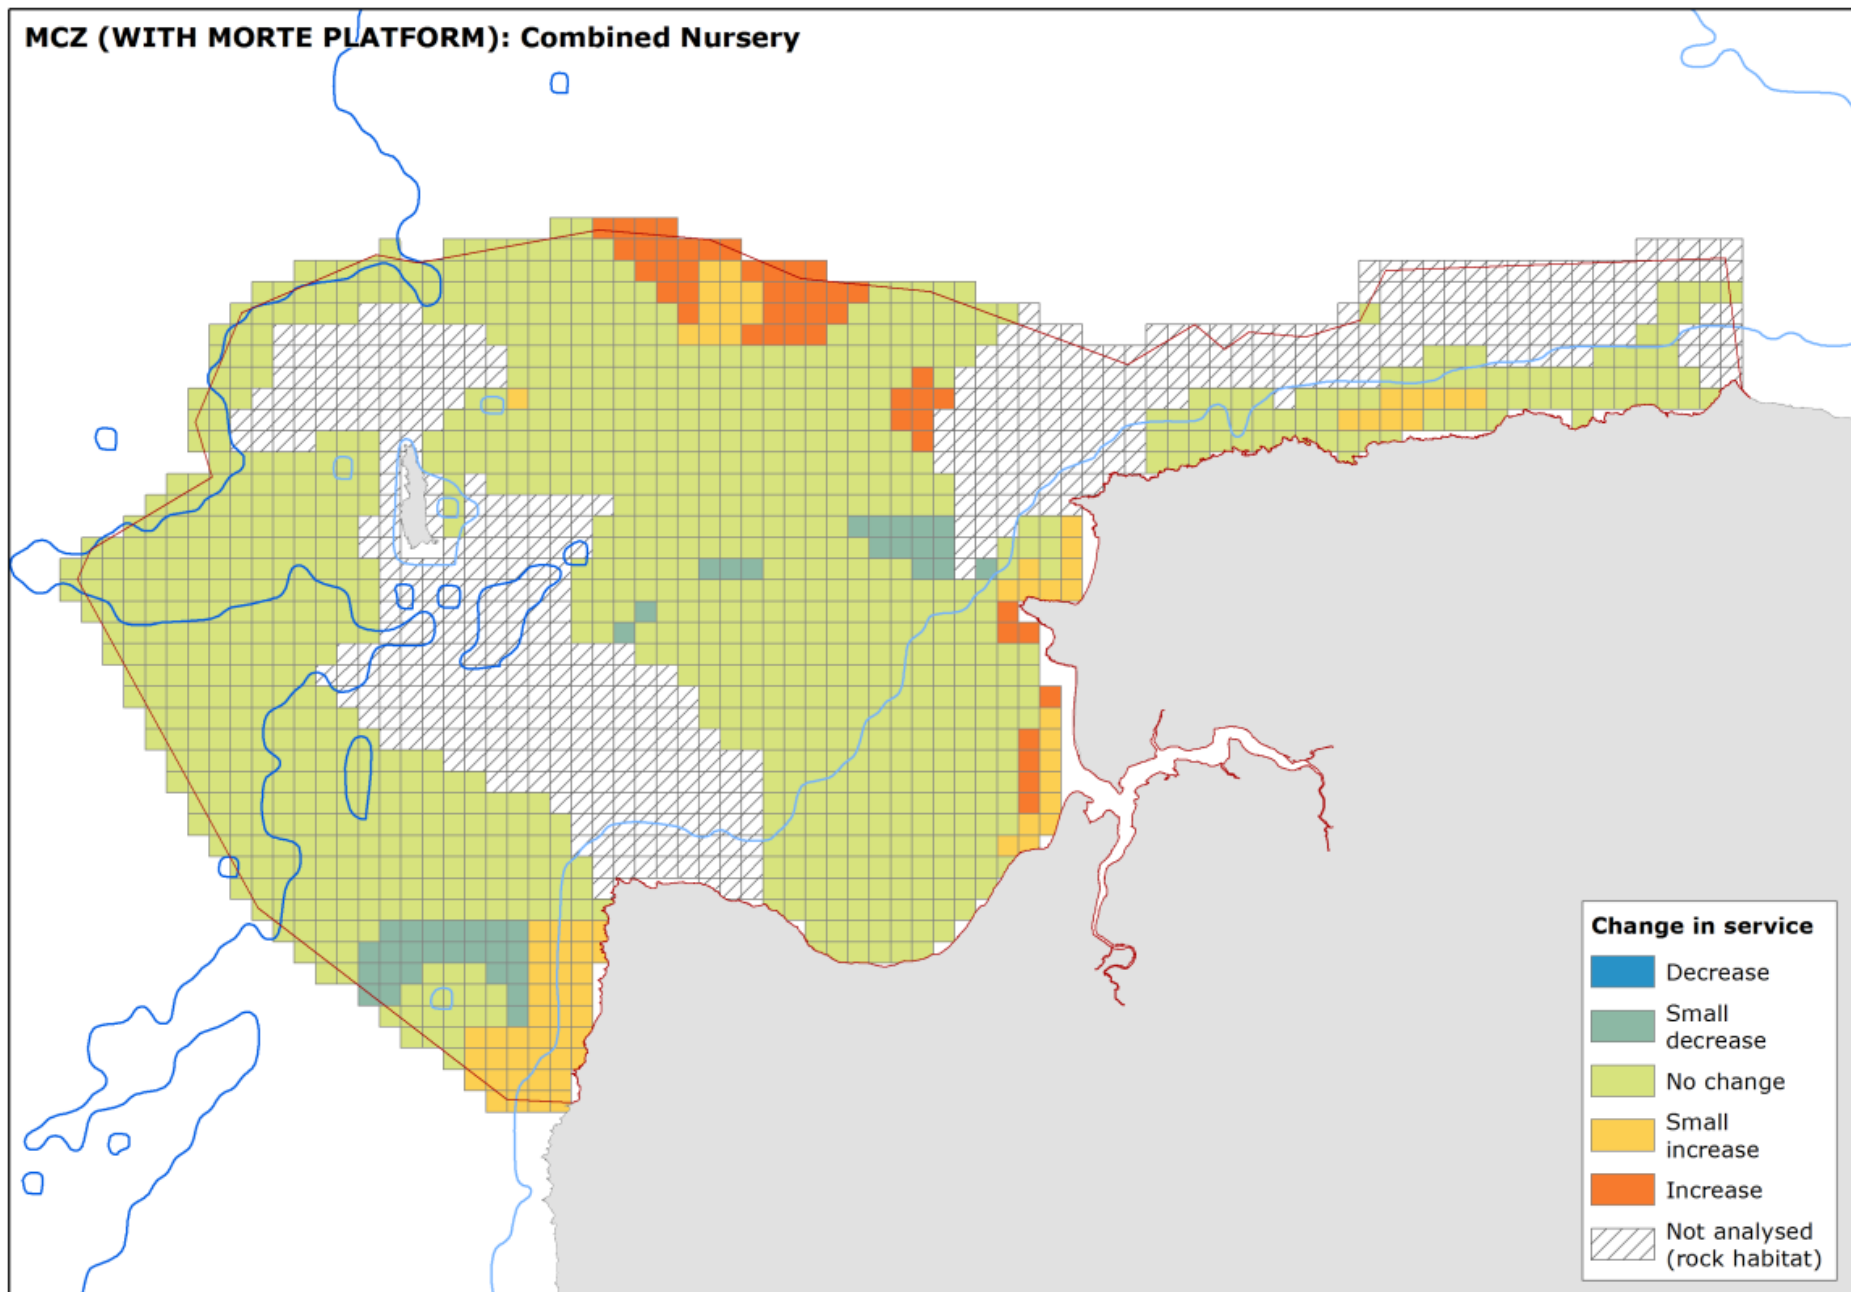 MCZ (WITH MORTE PLATFORM): Combined Nursery
Change in service
Decrease
Small
decrease
No change
Small
increase
Increase
Not analysed
(rock habitat)